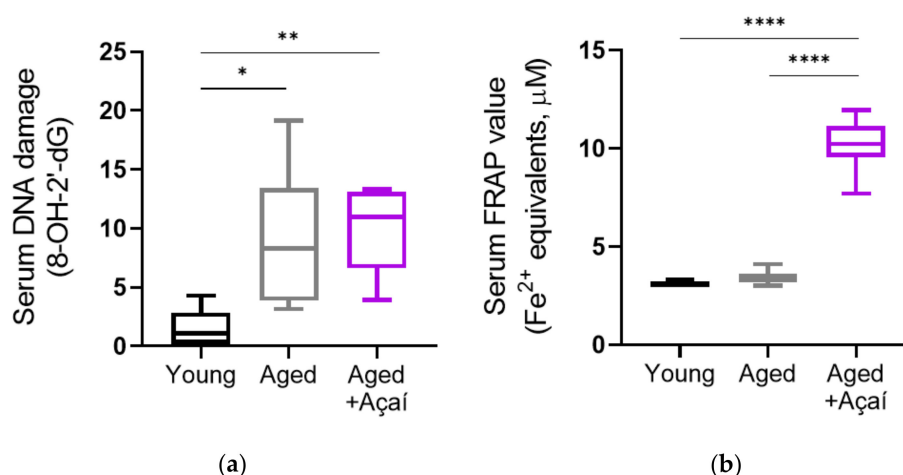 Serum DNA damage
(8-OH-2'-dG)
25
20
15
10
5
0
**
*
Young
Aged
Aged
+Açaí
(a)
Serum FRAP value
(Fe²⁺ equivalents, μM)
15
10
5
0
****
****
Young
Aged
Aged
+Açaí
(b)